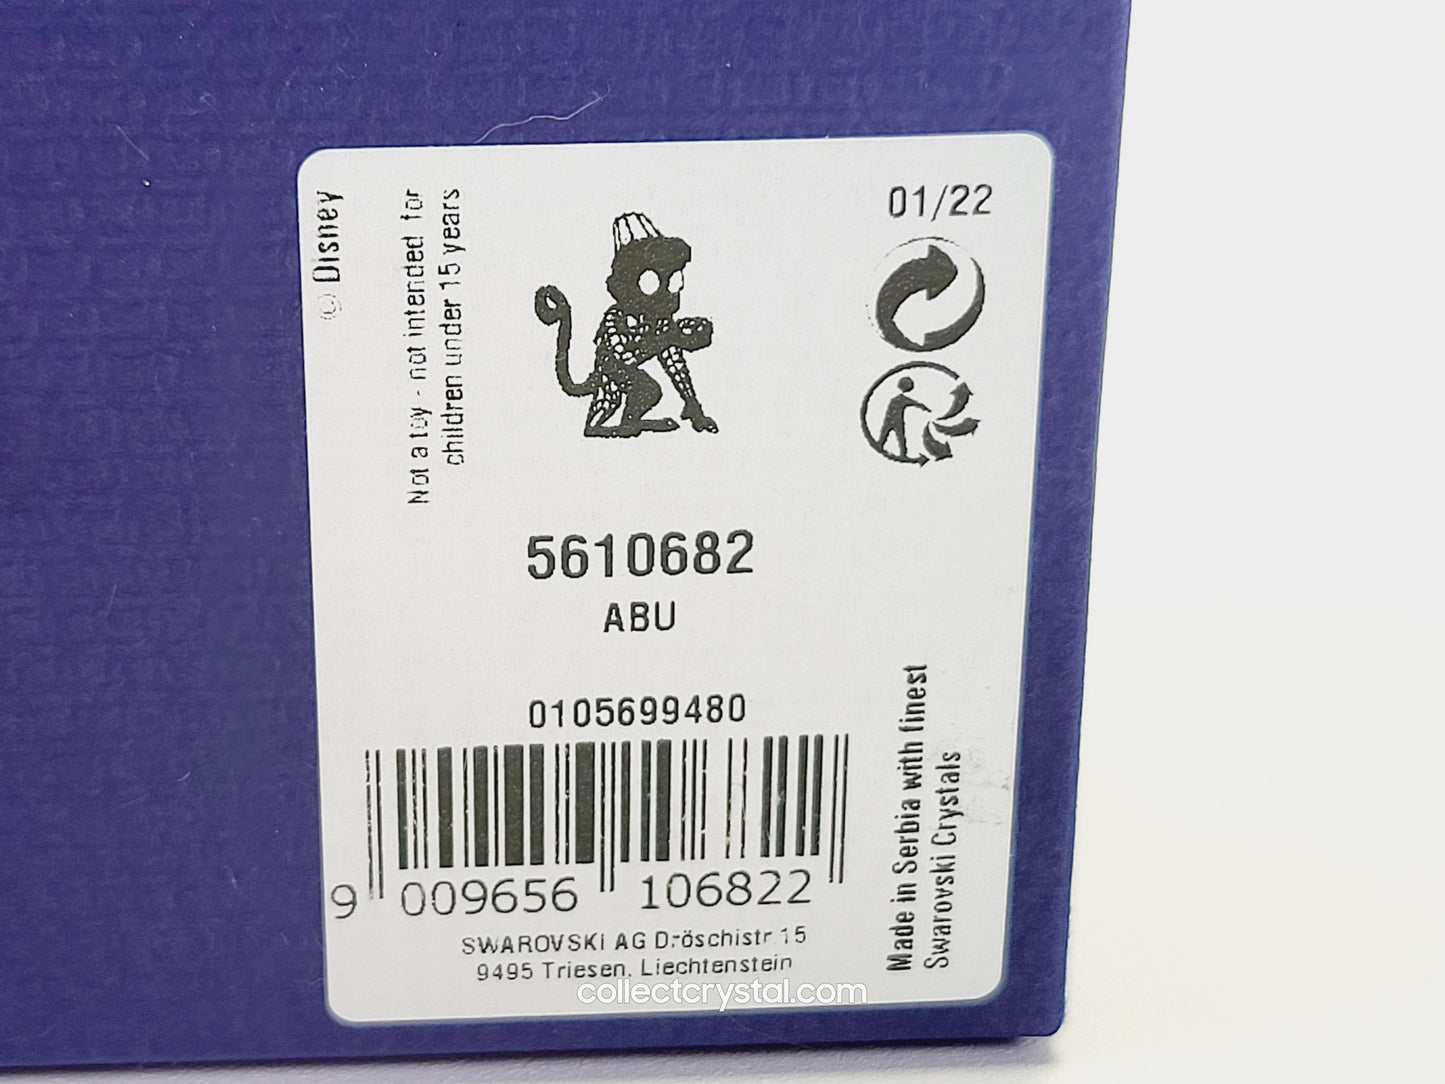 © Disney
Not a toy - not intended for
children under 15 years
01/22
5610682
ABU
0105699480
9 009656 106822
SWAROVSKI AG Dröschistr.15
9495 Triesen, Liechtenstein
Made in Serbia with finest
Swarovski Crystals
collectcrystal.com